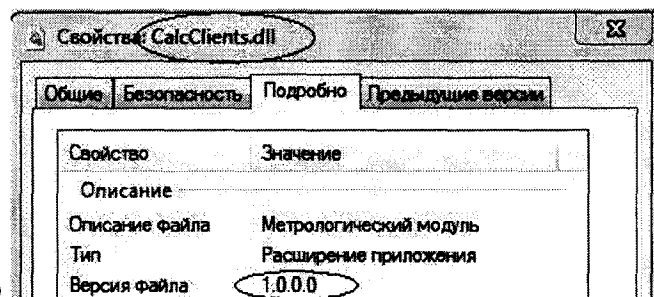 Свойства: CalcClients.dll
Общие Безопасность Подробно Предыдущие версии
Свойство Значение
Описание
Описание файла Метрологический модуль
Тип Расширение приложения
Версия файла 1.0.0.0